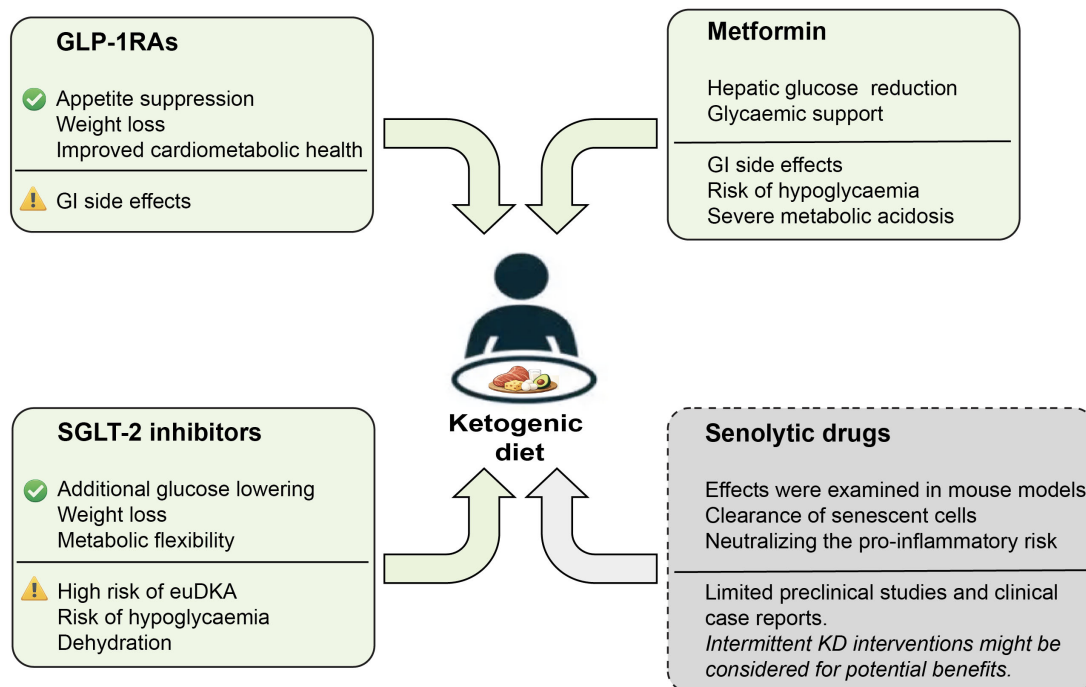 GLP-1RAs
Appetite suppression
Weight loss
Improved cardiometabolic health
GI side effects
Metformin
Hepatic glucose reduction
Glycaemic support
GI side effects
Risk of hypoglycaemia
Severe metabolic acidosis
Ketogenic
diet
SGLT-2 inhibitors
Additional glucose lowering
Weight loss
Metabolic flexibility
High risk of euDKA
Risk of hypoglycaemia
Dehydration
Senolytic drugs
Effects were examined in mouse models
Clearance of senescent cells
Neutralizing the pro-inflammatory risk
Limited preclinical studies and clinical
case reports.
Intermittent KD interventions might be
considered for potential benefits.